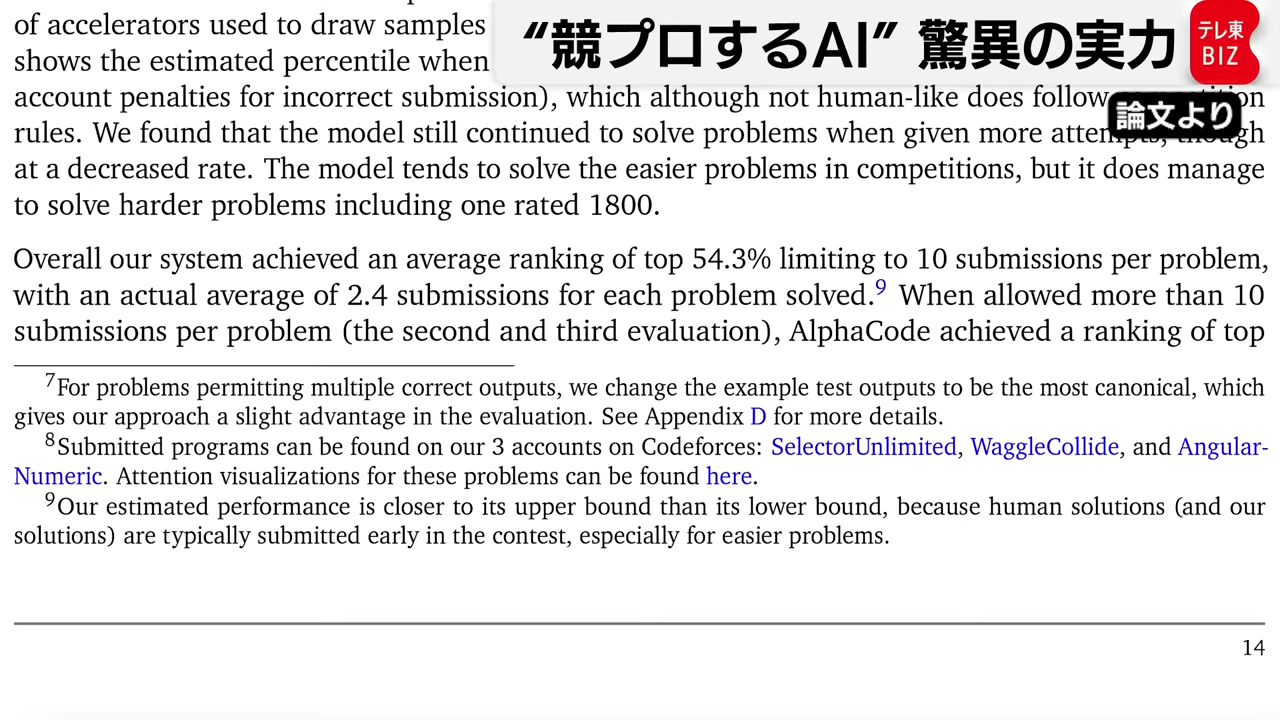 of accelerators used to draw samples
shows the estimated percentile when
account penalties for incorrect submission), which although not human-like does follow
rules. We found that the model still continued to solve problems when given more attempts, though
at a decreased rate. The model tends to solve the easier problems in competitions, but it does manage
to solve harder problems including one rated 1800.
Overall our system achieved an average ranking of top 54.3% limiting to 10 submissions per problem,
with an actual average of 2.4 submissions for each problem solved.9 When allowed more than 10
submissions per problem (the second and third evaluation), AlphaCode achieved a ranking of top
7For problems permitting multiple correct outputs, we change the example test outputs to be the most canonical, which
gives our approach a slight advantage in the evaluation. See Appendix D for more details.
8Submitted programs can be found on our 3 accounts on Codeforces: SelectorUnlimited, WaggleCollide, and Angular-
Numeric. Attention visualizations for these problems can be found here.
9Our estimated performance is closer to its upper bound than its lower bound, because human solutions (and our
solutions) are typically submitted early in the contest, especially for easier problems.
14
“競プロするAI” 驚異の実力
テレ東
BIZ
論文より